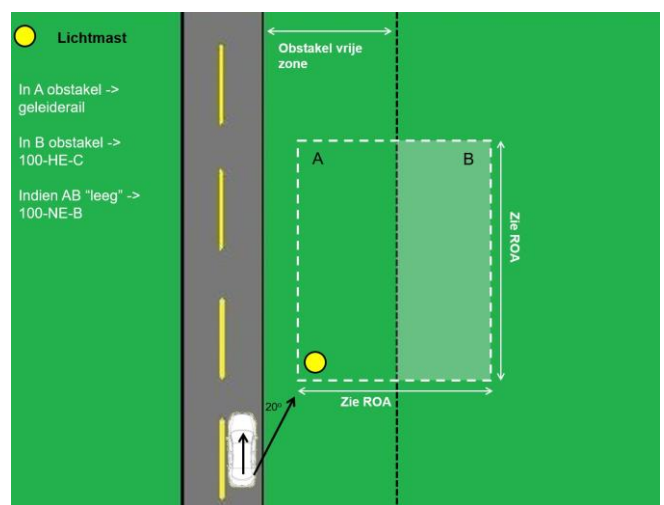 Lichtmast
In A obstakel ->
geleiderail
In B obstakel ->
100-HE-C
Indien AB “leeg” ->
100-NE-B
Obstakel vrije
zone
A
B
Zie ROA
Zie ROA
20º